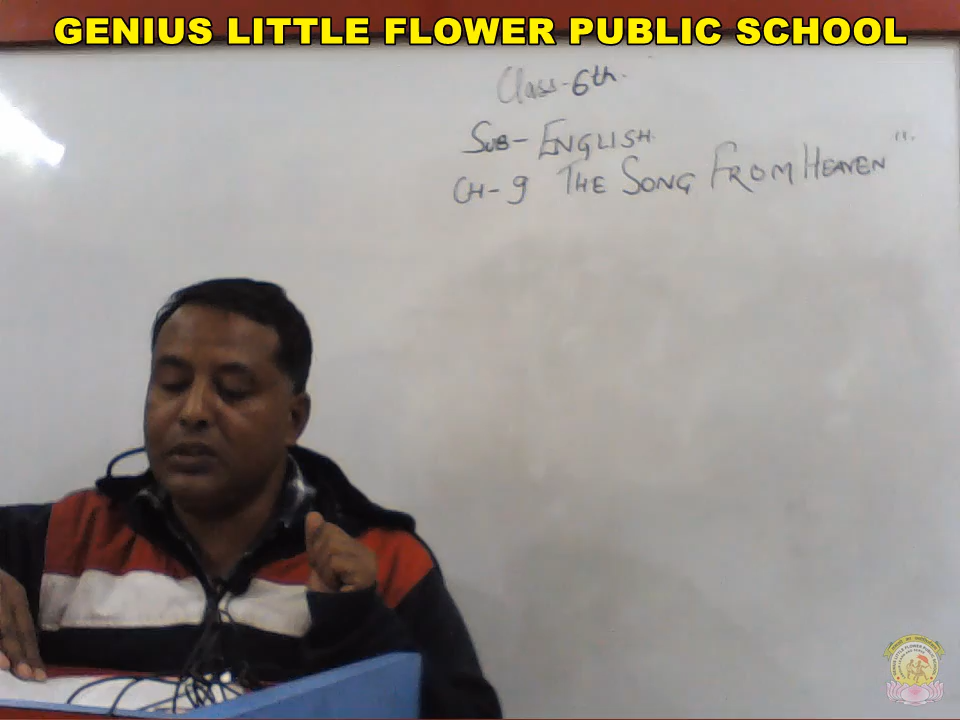 GENIUS LITTLE FLOWER PUBLIC SCHOOL
Class-6th.
SUB- ENGLISH.
CH- 9 THE SONG FROM HEAVEN".